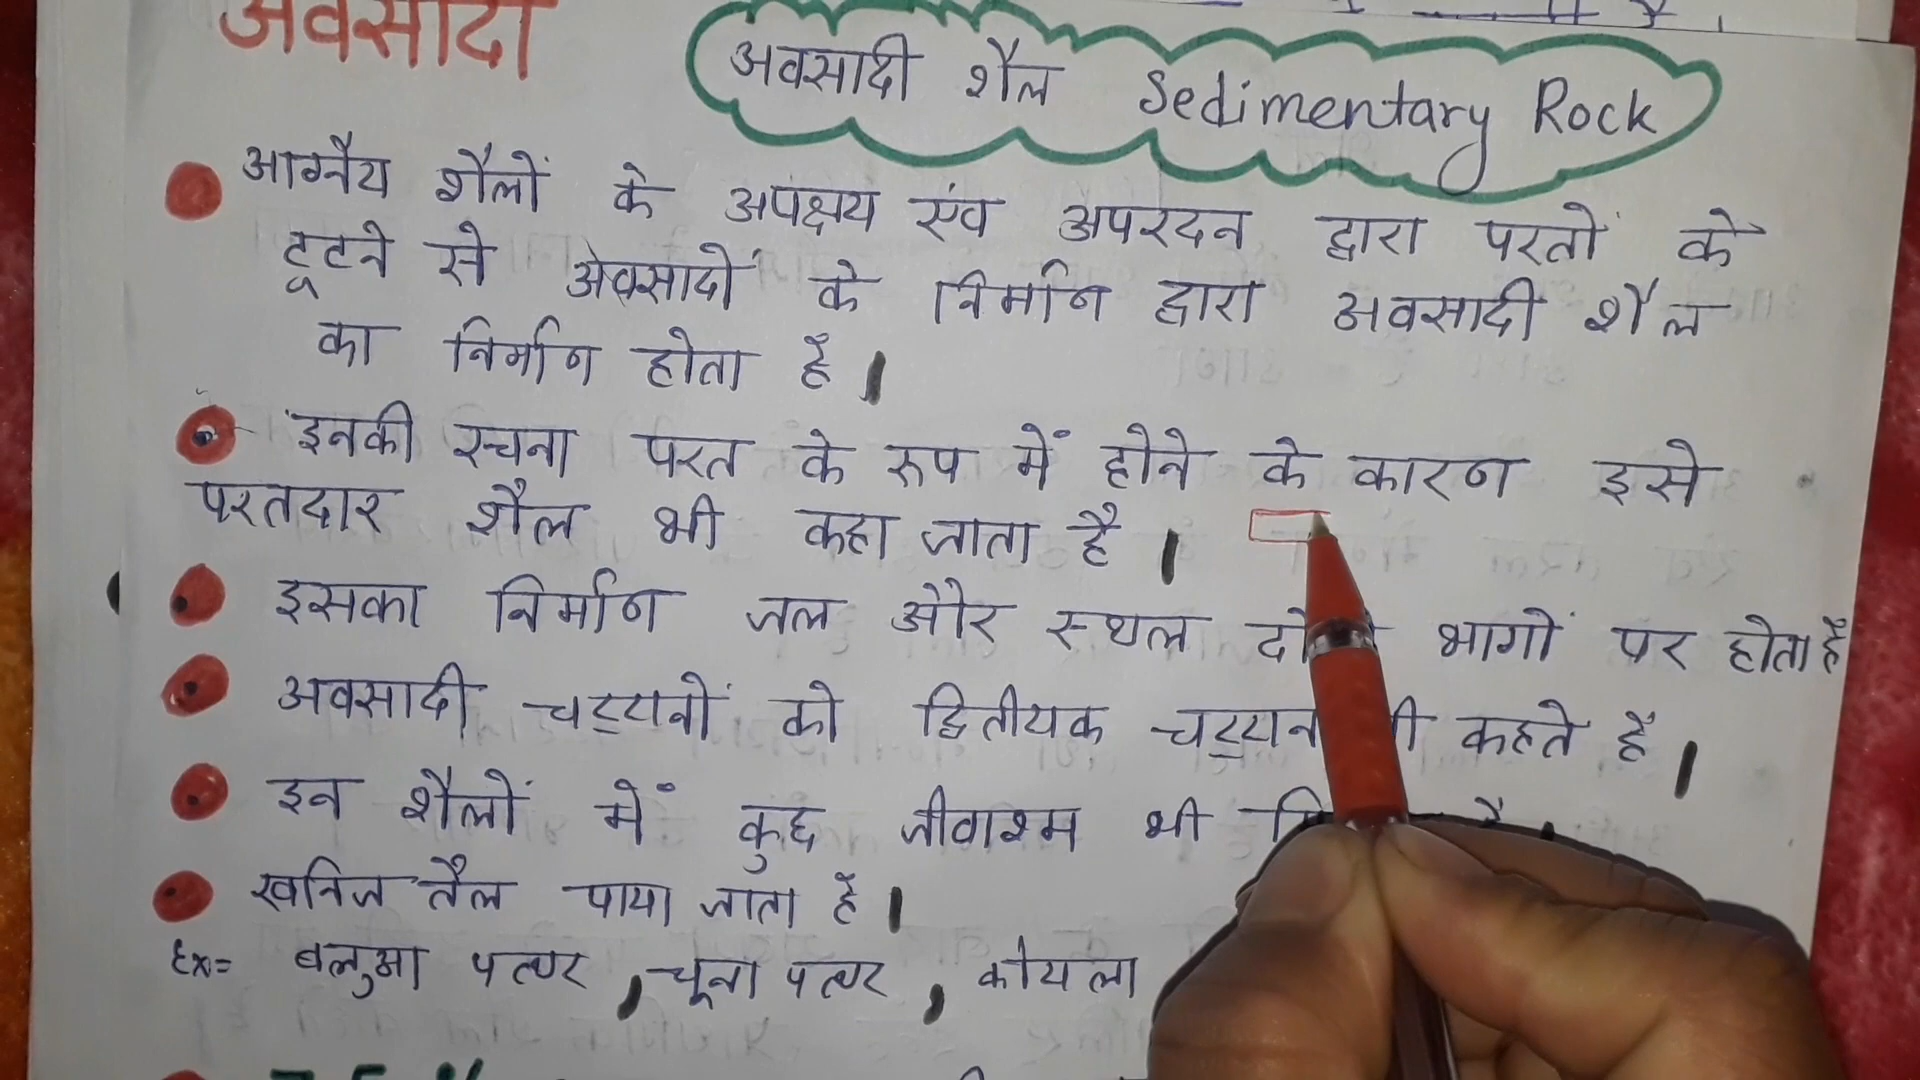 अवसादी
अवसादी शैल Sedimentary Rock
आग्नैय शैलों के अपक्षय एंव अपरदन द्वारा परतों के
टूटने से अवसादों के निर्माण द्वारा अवसादी शैल
का निर्माण होता है।
इनकी रचना परत के रूप में होने के कारण इसे
परतदार शैल भी कहा जाता है।
इसका निर्माण जल और स्थल भागों पर होता है
अवसादी चट्टानों को द्वितीयक चट्टान कहते है।
इन शैलों में कुछ जीवाश्म भी है
खनिज तैल पाया जाता है।
Ex= बलुआ पत्थर, चूना पत्थर, कोयला